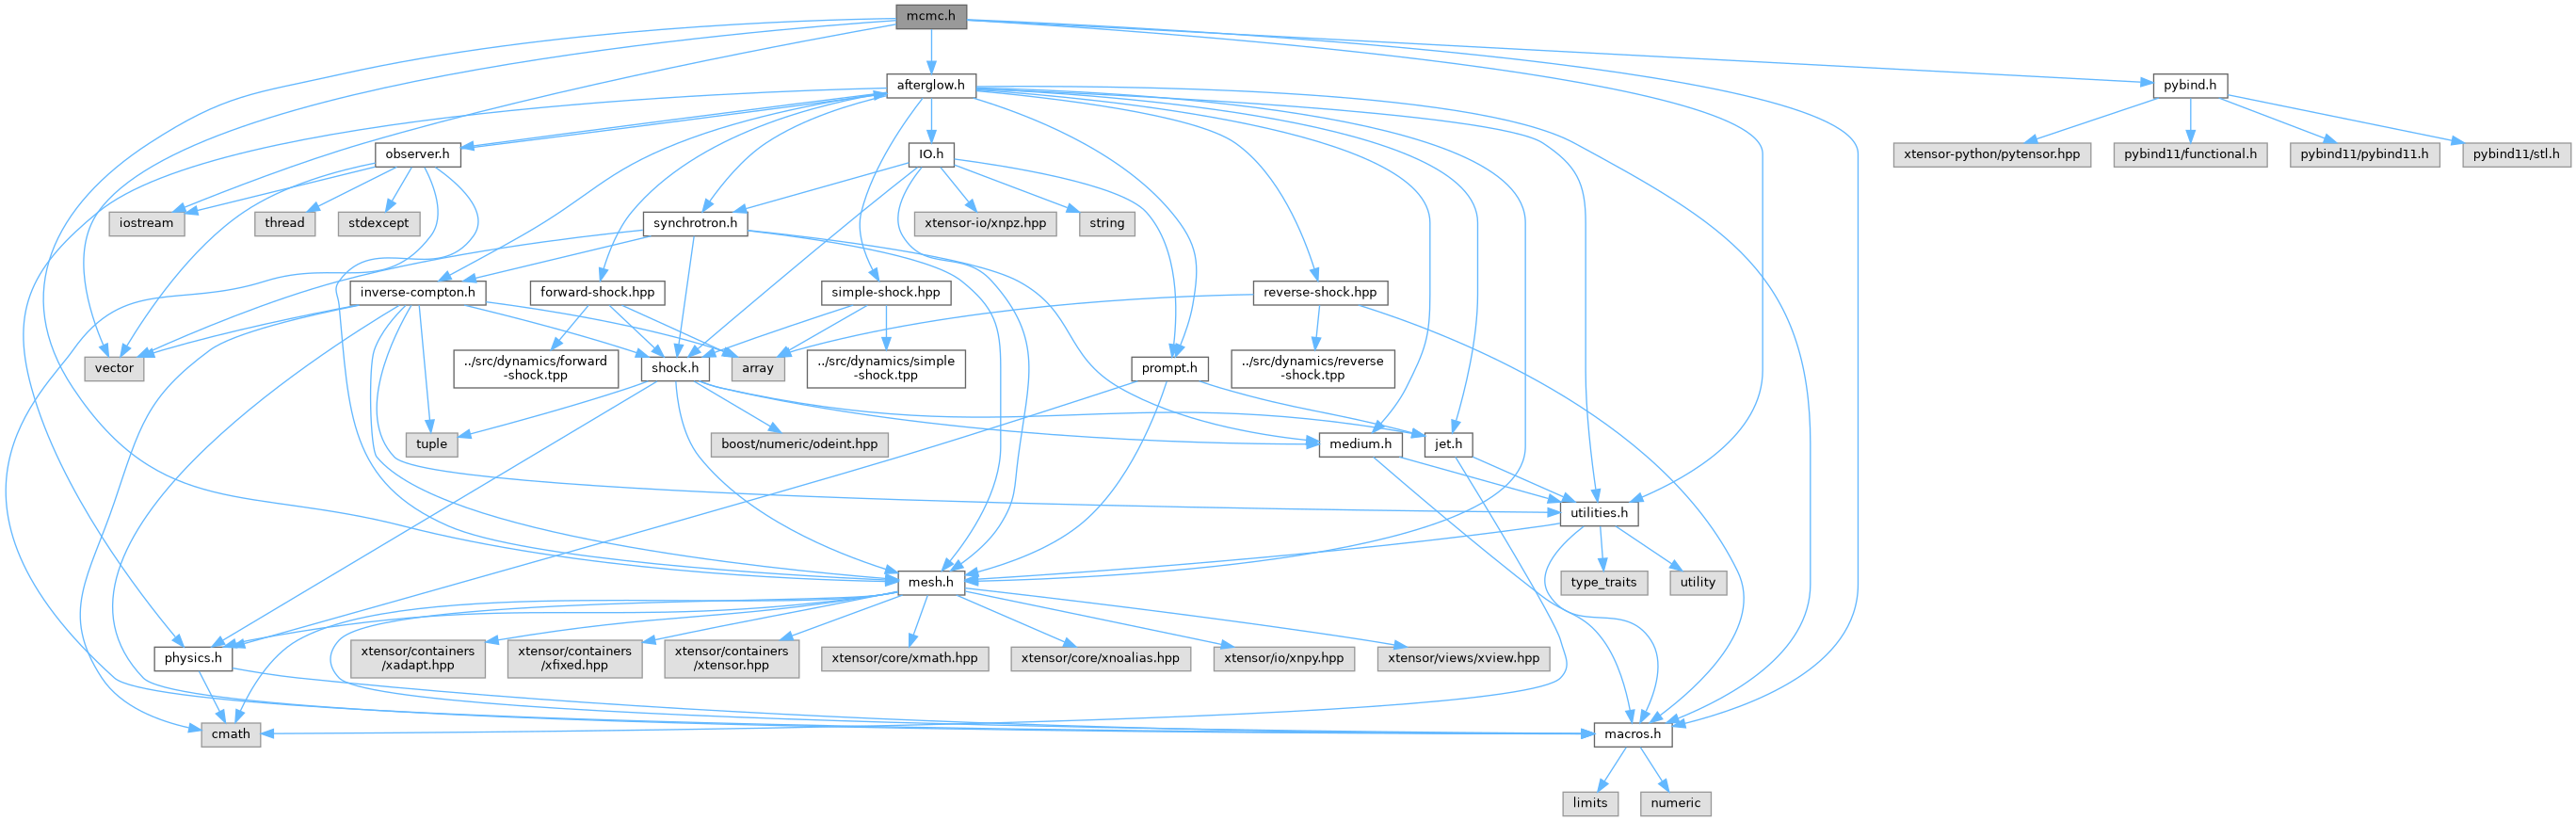 mcmc.h
afterglow.h
pybind.h
observer.h
IO.h
xtensor-python/pytensor.hpp
pybind11/functional.h
pybind11/pybind11.h
pybind11/stl.h
iostream
thread
stdexcept
synchrotron.h
xtensor-io/xnpz.hpp
string
inverse-compton.h
forward-shock.hpp
simple-shock.hpp
reverse-shock.hpp
vector
../src/dynamics/forward
-shock.tpp
shock.h
array
../src/dynamics/simple
-shock.tpp
prompt.h
../src/dynamics/reverse
-shock.tpp
tuple
boost/numeric/odeint.hpp
medium.h
jet.h
utilities.h
mesh.h
type_traits
utility
physics.h
xtensor/containers
/xadapt.hpp
xtensor/containers
/xfixed.hpp
xtensor/containers
/xtensor.hpp
xtensor/core/xmath.hpp
xtensor/core/xnoalias.hpp
xtensor/io/xnpy.hpp
xtensor/views/xview.hpp
cmath
macros.h
limits
numeric